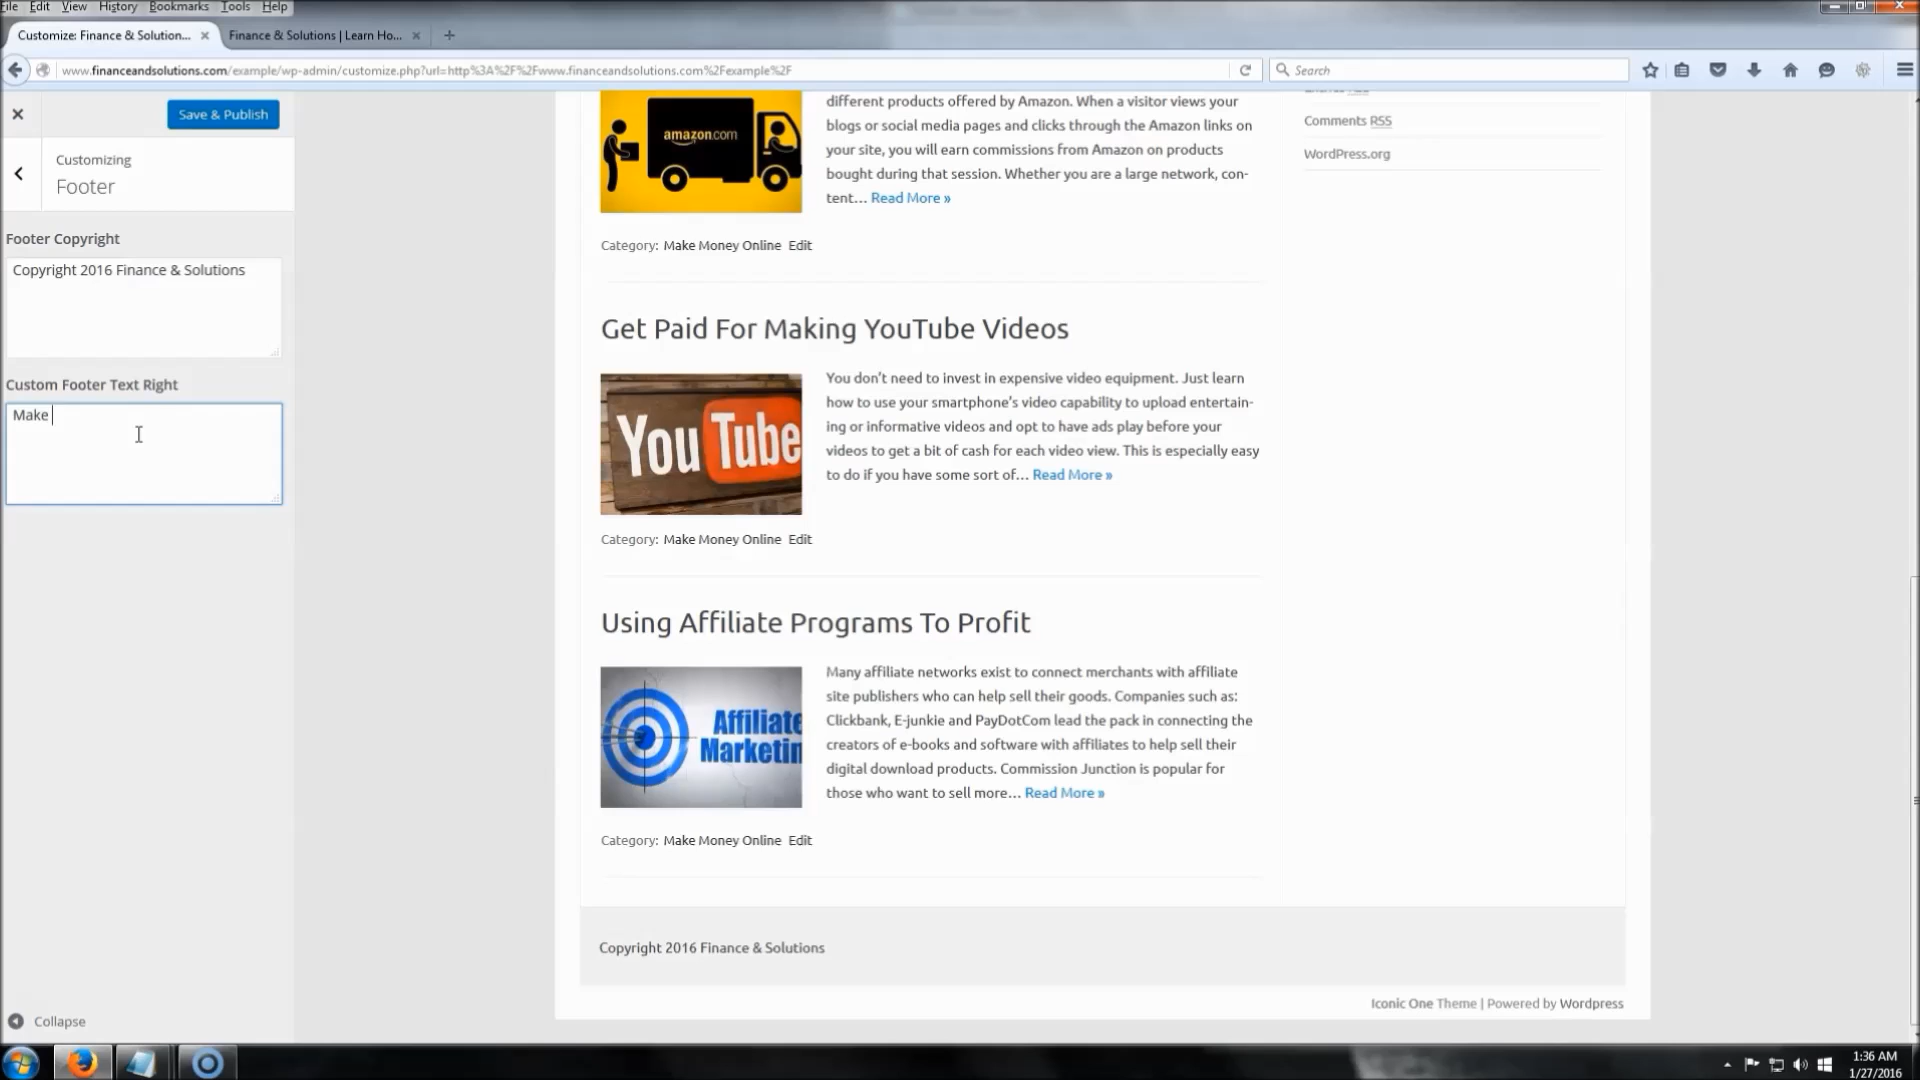 File Edit View History Bookmarks Tools Help
Customize: Finance & Solution...
Finance & Solutions | Learn Ho...
www.financeandsolutions.com/example/wp-admin/customize.php?url=http%3A%2F%2Fwww.financeandsolutions.com%2Fexample%2F
Search
Save & Publish
Customizing
Footer
Footer Copyright
Copyright 2016 Finance & Solutions
Custom Footer Text Right
Make
Collapse
amazon.com
different products offered by Amazon. When a visitor views your
blogs or social media pages and clicks through the Amazon links on
your site, you will earn commissions from Amazon on products
bought during that session. Whether you are a large network, con-
tent... Read More »
Category: Make Money Online Edit
Get Paid For Making YouTube Videos
You Tube
You don't need to invest in expensive video equipment. Just learn
how to use your smartphone's video capability to upload entertain-
ing or informative videos and opt to have ads play before your
videos to get a bit of cash for each video view. This is especially easy
to do if you have some sort of... Read More »
Category: Make Money Online Edit
Using Affiliate Programs To Profit
Affiliate
Marketin
Many affiliate networks exist to connect merchants with affiliate
site publishers who can help sell their goods. Companies such as:
Clickbank, E-junkie and PayDotCom lead the pack in connecting the
creators of e-books and software with affiliates to help sell their
digital download products. Commission Junction is popular for
those who want to sell more... Read More »
Category: Make Money Online Edit
Comments RSS
WordPress.org
Copyright 2016 Finance & Solutions
Iconic One Theme | Powered by Wordpress
1:36 AM
1/27/2016